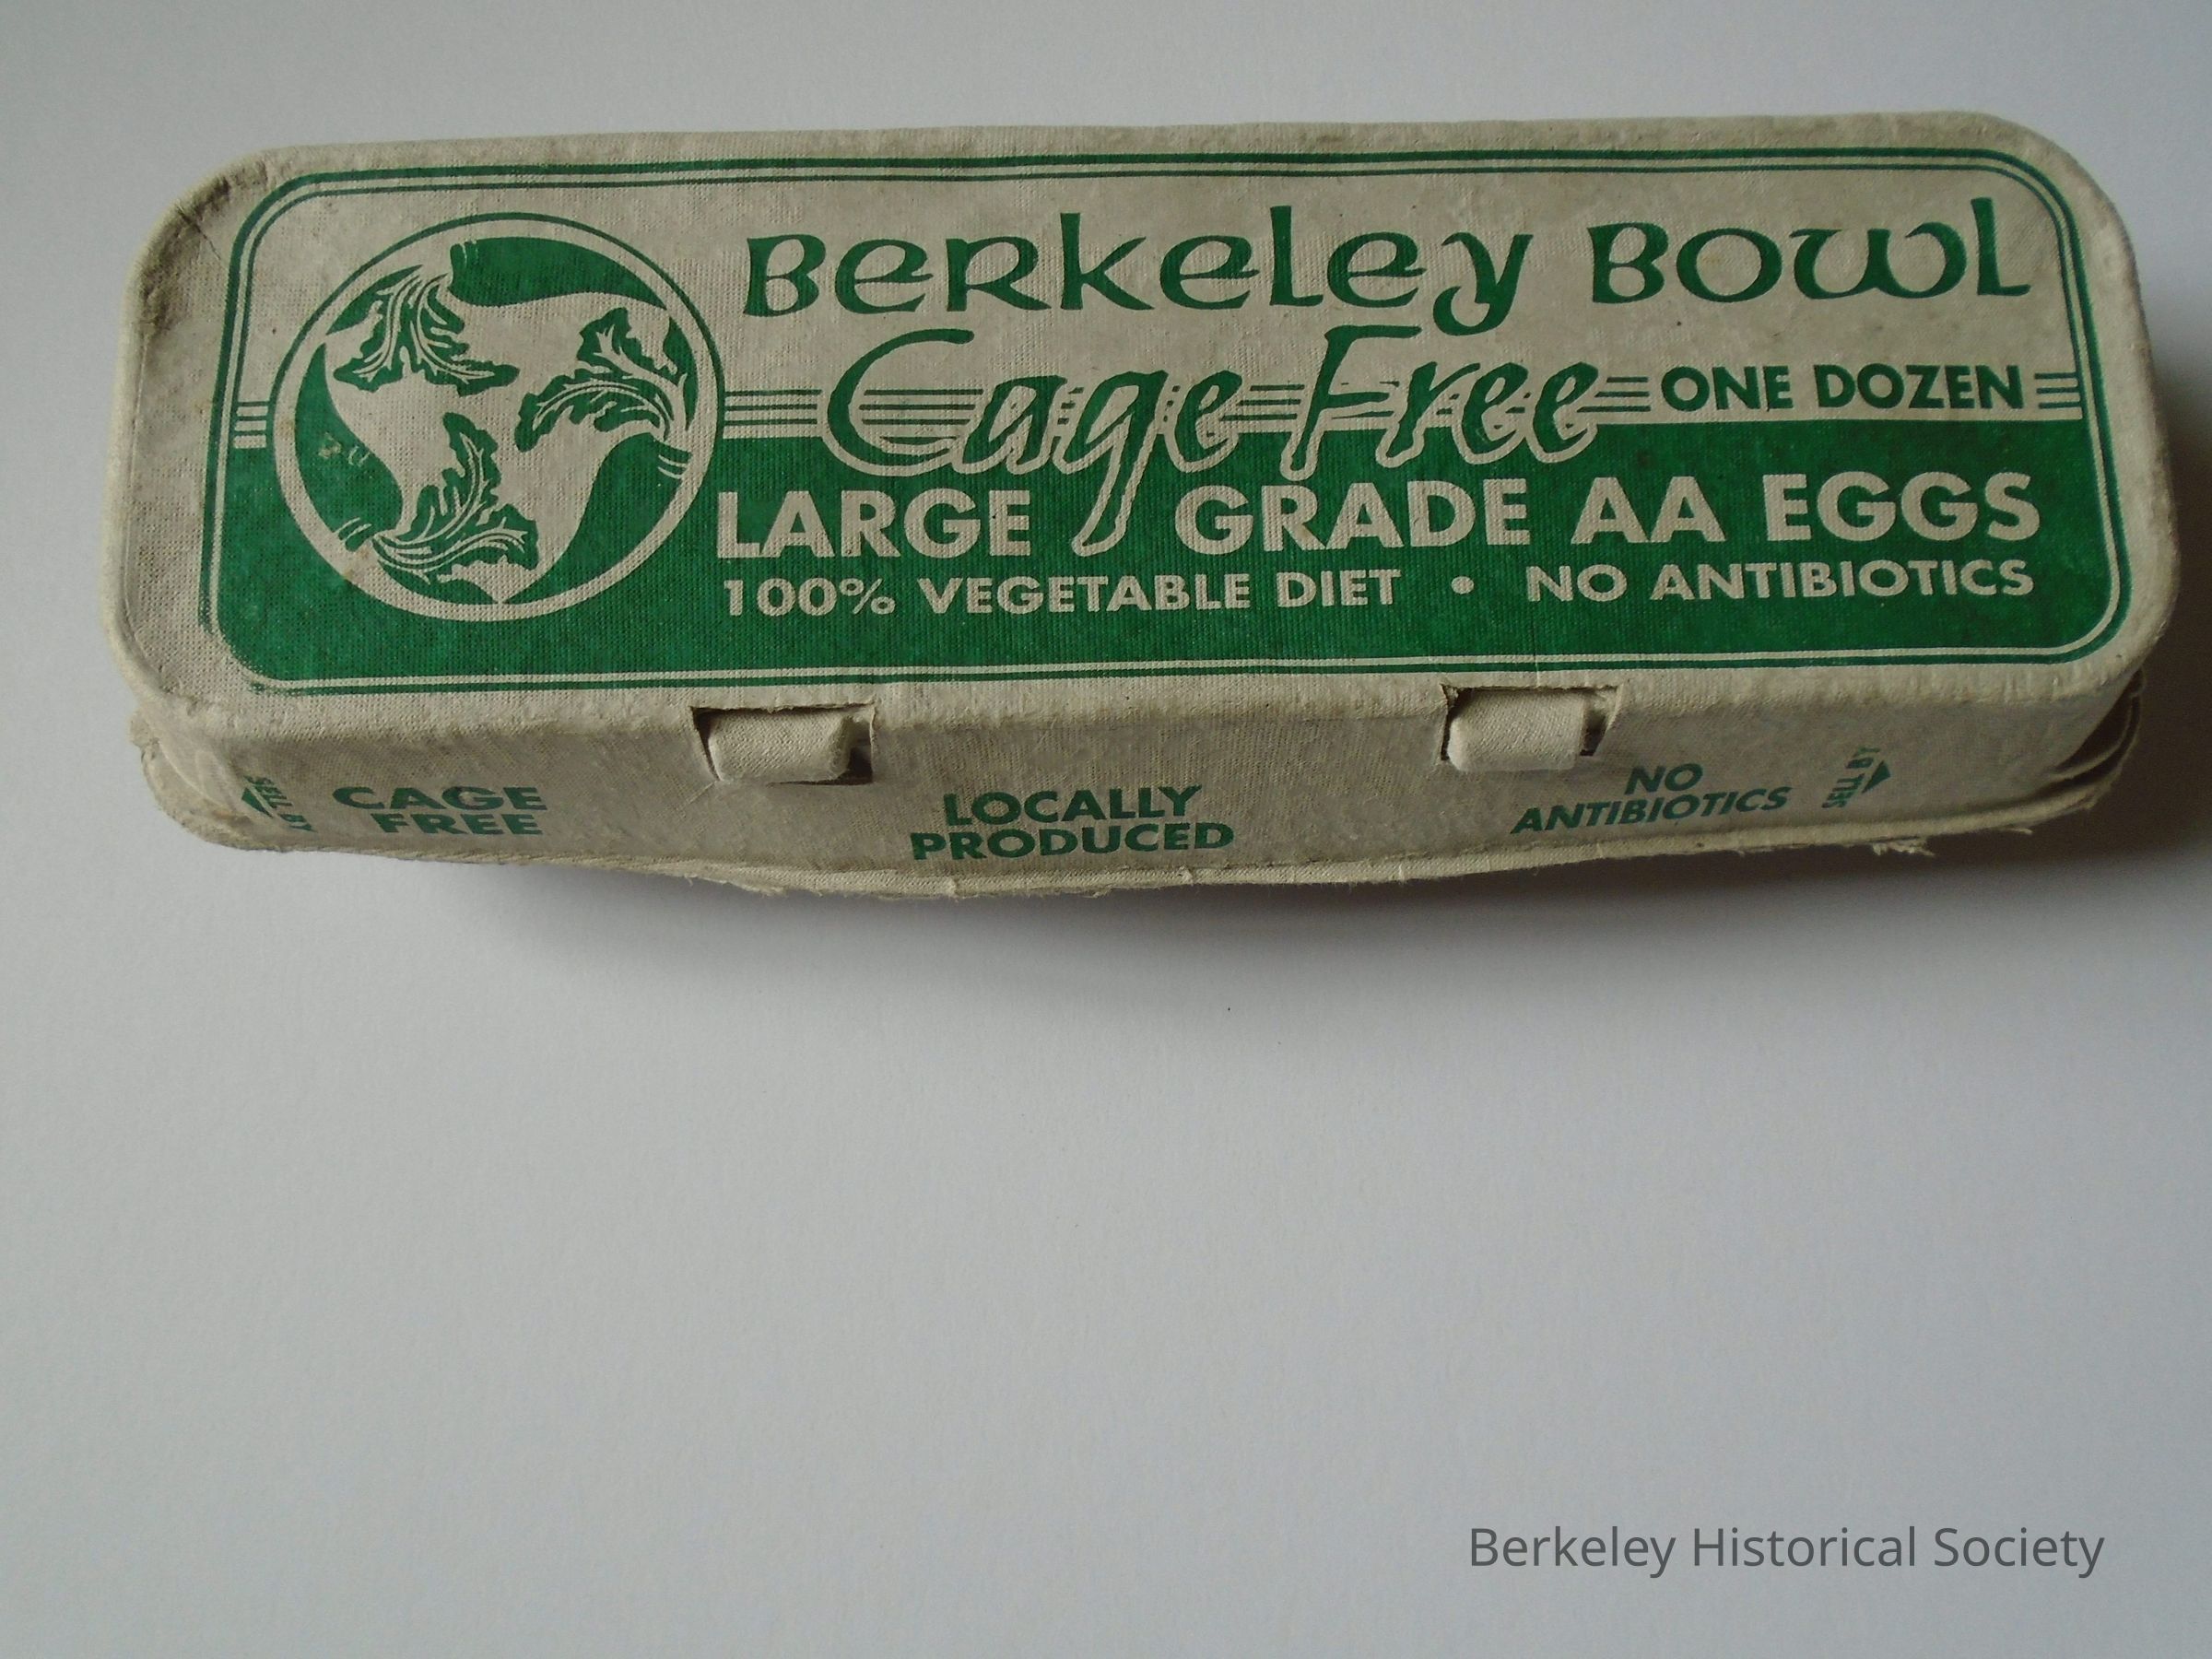 Berkeley Bowl
Cage Free
ONE DOZEN
LARGE GRADE AA EGGS
100% VEGETABLE DIET • NO ANTIBIOTICS
SELL BY
CAGE
FREE
LOCALLY
PRODUCED
NO
ANTIBIOTICS
SELL BY
Berkeley Historical Society